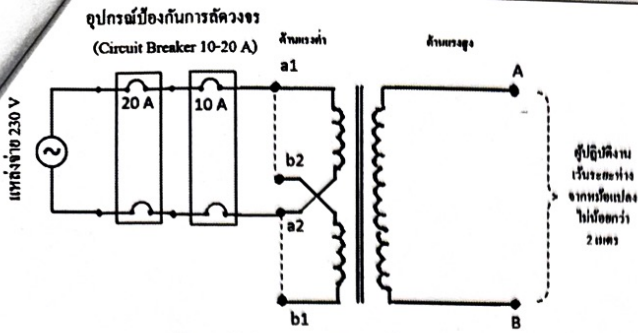 อุปกรณ์ป้องกันการลัดวงจร
(Circuit Breaker 10-20 A)
ด้านแรงต่ำ
ด้านแรงสูง
a1
A
20 A
10 A
แหล่งจ่าย 230 V
b2
a2
ผู้ปฏิบัติงาน
เว้นระยะห่าง
จากหม้อแปลง
ไม่น้อยกว่า
2 เมตร
b1
B